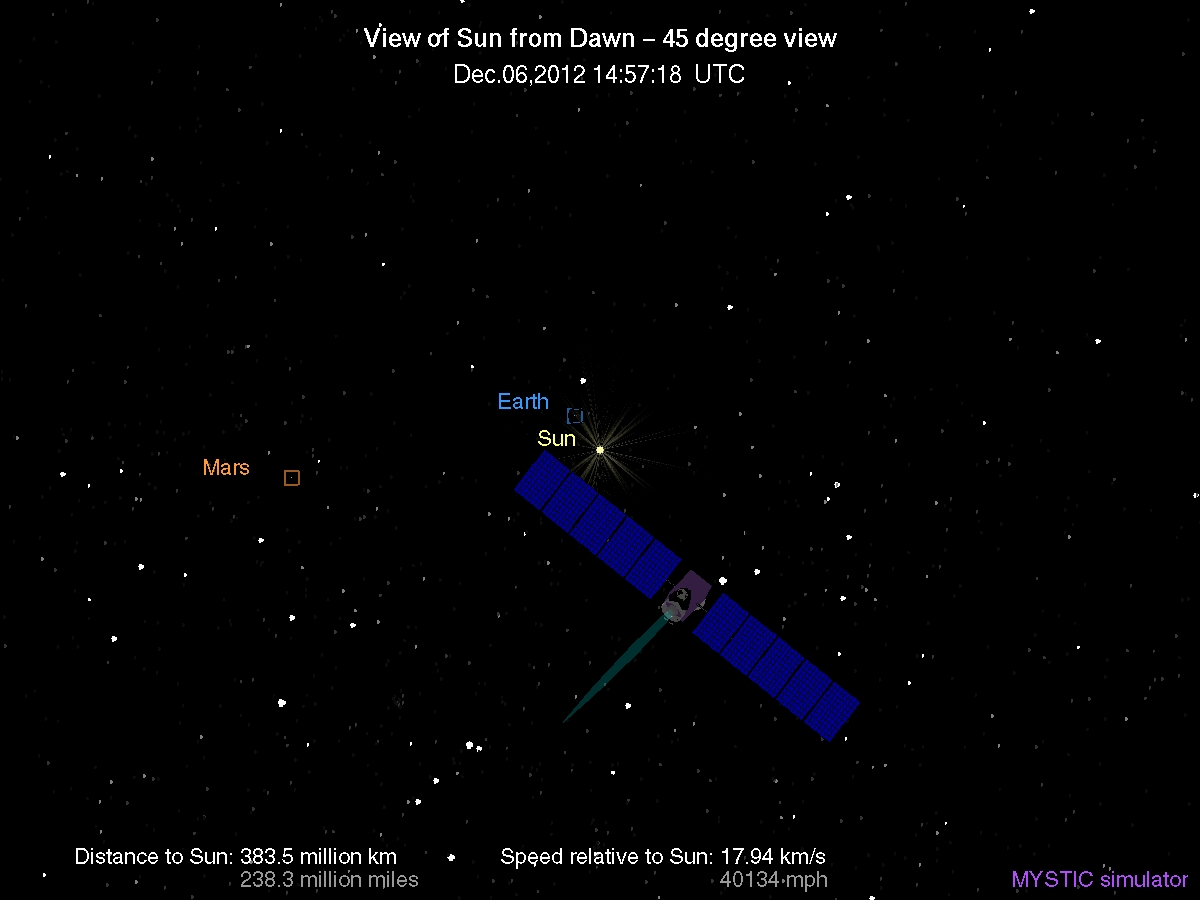 View of Sun from Dawn – 45 degree view
Dec.06,2012 14:57:18 UTC
Earth
Sun
Mars
Distance to Sun: 383.5 million km
238.3 million miles
Speed relative to Sun: 17.94 km/s
40134 mph
MYSTIC simulator